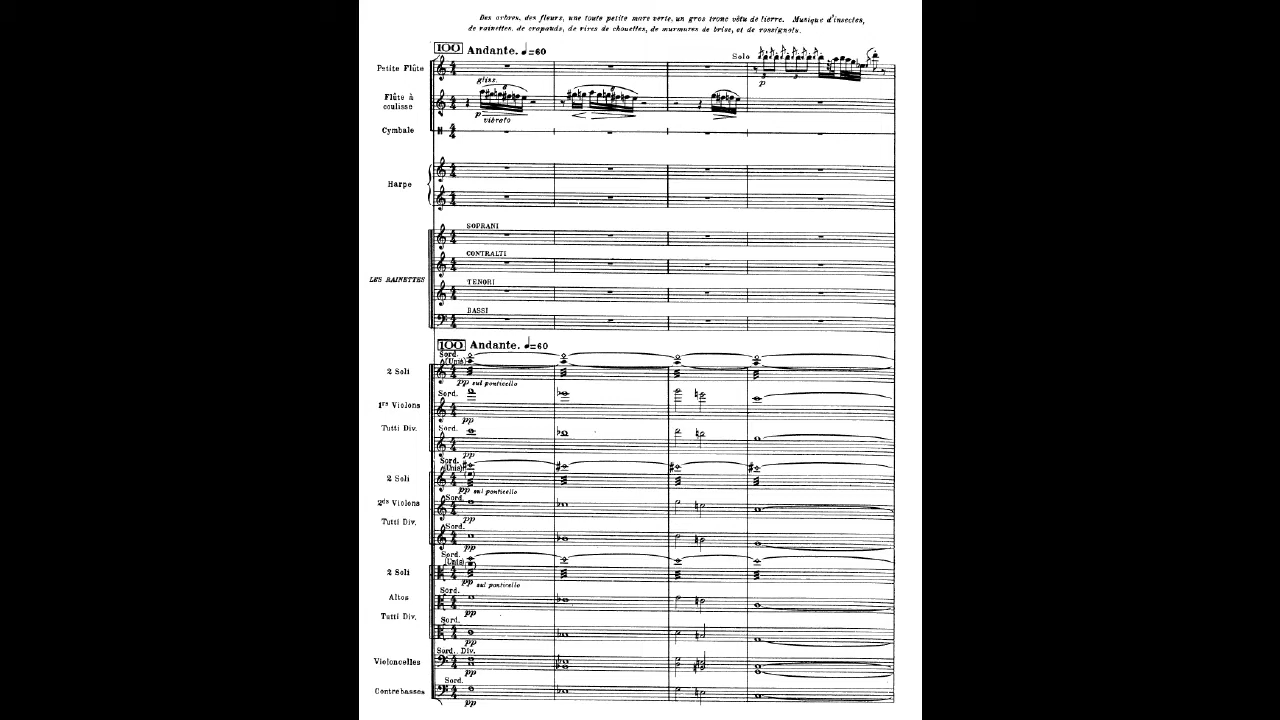 Des arbres, des fleurs, une toute petite mare verte, un gros tronc vêtu de lierre. Musique d'insectes,
de rainettes, de crapauds, de rires de chouettes, de murmures de brise, et de rossignols.
100 Andante. ♩=60
Solo
Petite Flûte
p
gliss.
Flûte à
coulisse
p vibrato
Cymbale
Harpe
SOPRANI
CONTRALTI
LES RAINETTES
TENORI
BASSI
100 Andante. ♩=60
Sord.
(Unis)
2 Soli
pp sul ponticello
Sord.
1rs Violons
pp
Tutti Div.
Sord.
pp
Sord.
(Unis)
2 Soli
pp sul ponticello
Sord.
2ds Violons
pp
Tutti Div.
Sord.
pp
Sord.
(Unis)
2 Soli
pp sul ponticello
Sord.
Altos
pp
Tutti Div.
Sord.
pp
Sord. Div.
Violoncelles
pp
Sord.
Contrebasses
pp